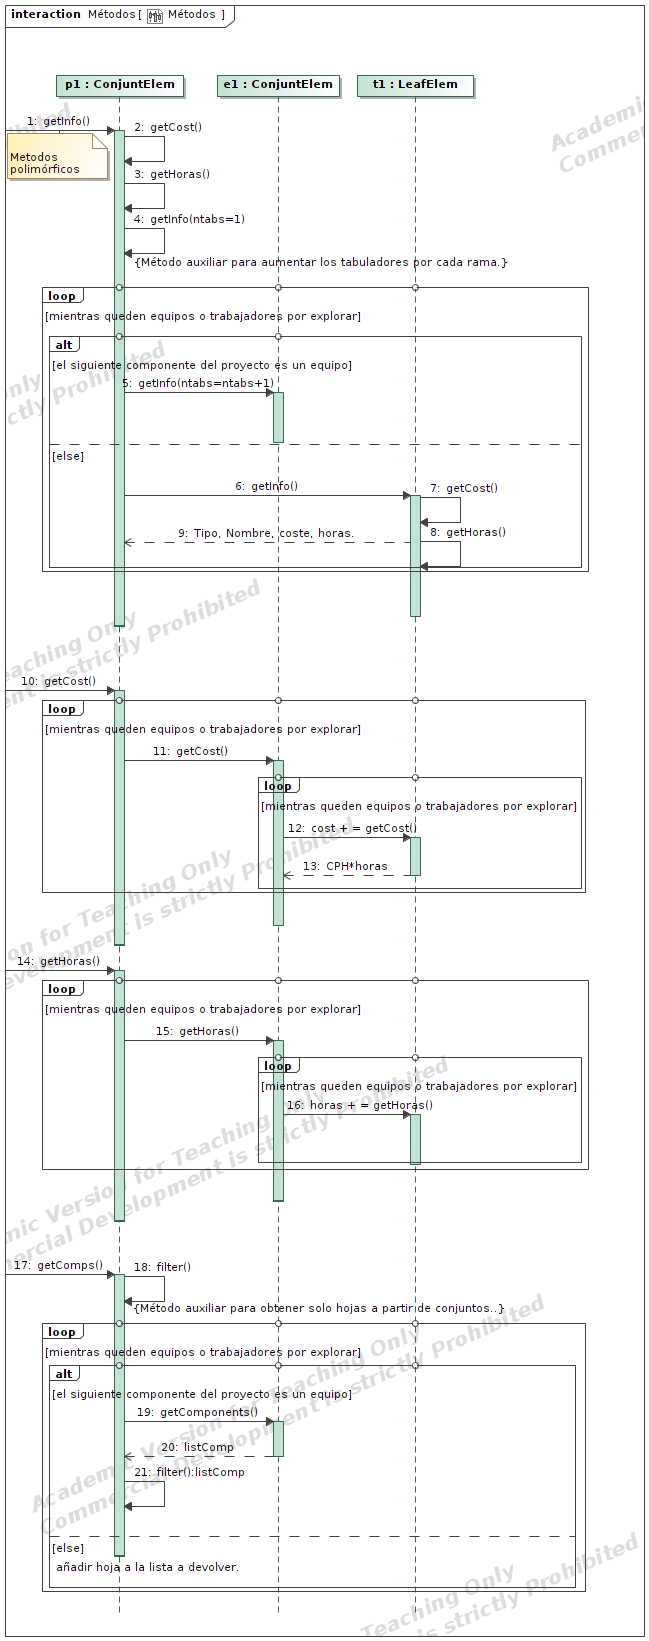 interaction Métodos [ Métodos ]
p1 : ConjuntElem
e1 : ConjuntElem
t1 : LeafElem
1: getInfo()
Metodos
polimórficos
2: getCost()
3: getHoras()
4: getInfo(ntabs=1)
{Método auxiliar para aumentar los tabuladores por cada rama.}
loop
[mientras queden equipos o trabajadores por explorar]
alt
[el siguiente componente del proyecto es un equipo]
5: getInfo(ntabs=ntabs+1)
[else]
6: getInfo()
7: getCost()
8: getHoras()
9: Tipo, Nombre, coste, horas.
10: getCost()
loop
[mientras queden equipos o trabajadores por explorar]
11: getCost()
loop
[mientras queden equipos o trabajadores por explorar]
12: cost + = getCost()
13: CPH*horas
14: getHoras()
loop
[mientras queden equipos o trabajadores por explorar]
15: getHoras()
loop
[mientras queden equipos o trabajadores por explorar]
16: horas + = getHoras()
17: getComps()
18: filter()
{Método auxiliar para obtener solo hojas a partir de conjuntos..}
loop
[mientras queden equipos o trabajadores por explorar]
alt
[el siguiente componente del proyecto es un equipo]
19: getComponents()
20: listComp
21: filter():listComp
[else]
añadir hoja a la lista a devolver.
Academic Version for Teaching Only
Commercial Development is strictly Prohibited